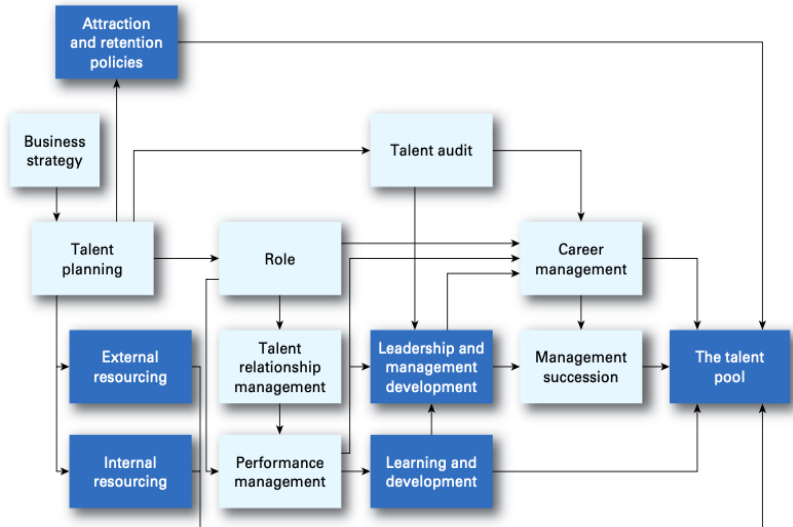 Attraction
and retention
policies
Business
strategy
Talent audit
Talent
planning
Role
Career
management
External
resourcing
Talent
relationship
management
Leadership and
management
development
Management
succession
The talent
pool
Internal
resourcing
Performance
management
Learning and
development